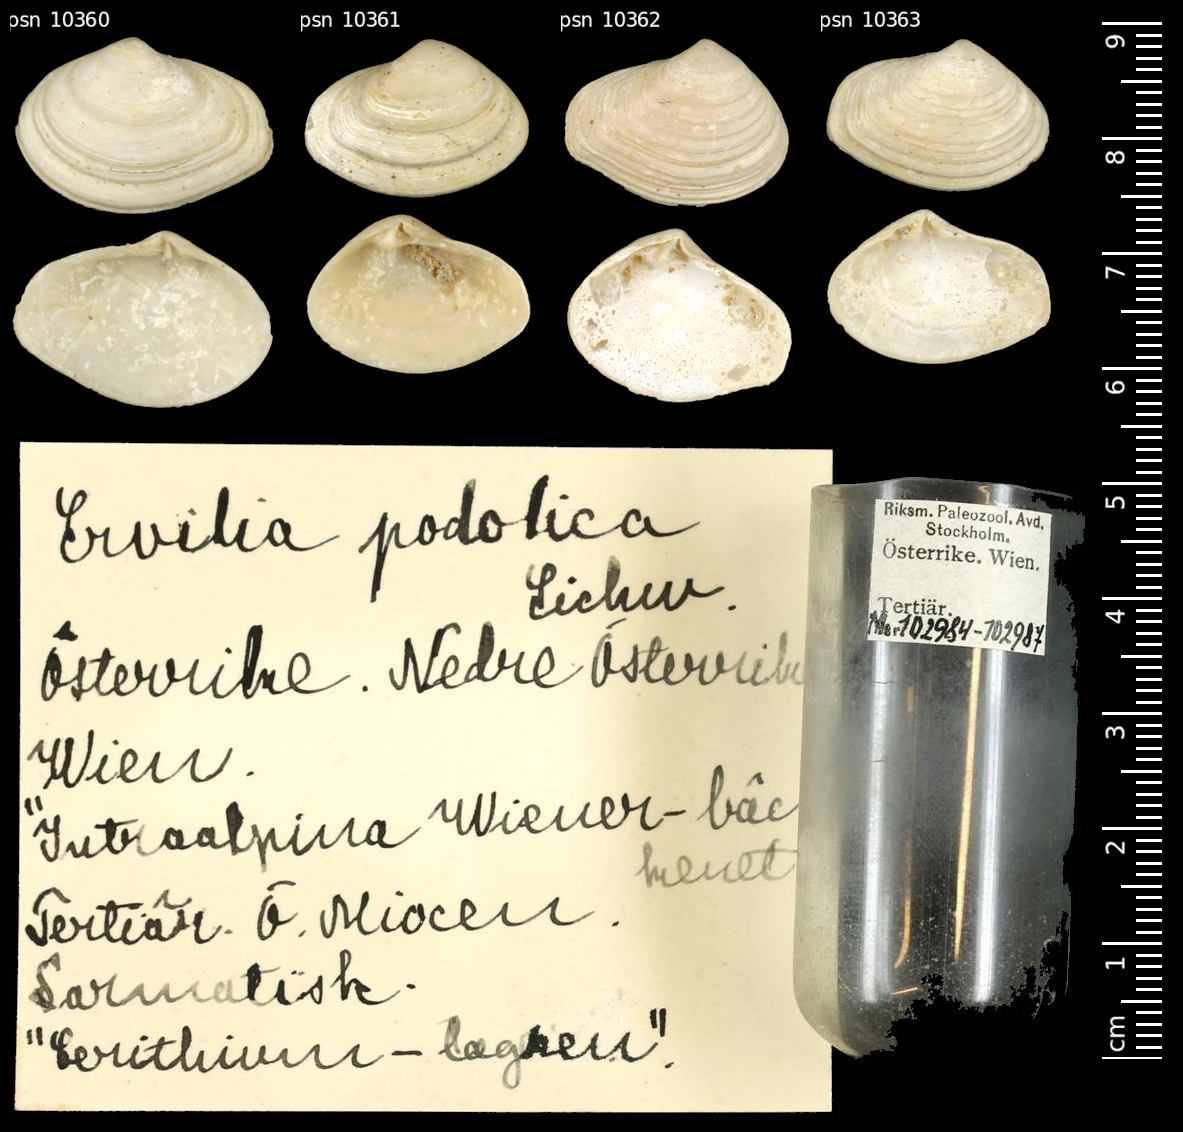 psn 10360
psn 10361
psn 10362
psn 10363
Ervilia podolica
Eichw.
Österrike. Nedre Österrike
Wien.
"Intraalpina Wiener-bäc
kenet
Tertiär. Ö. Miocen.
Sarmatisk.
"Cerithium-lagren".
Riksm. Paleozool. Avd.
Stockholm.
Österrike. Wien.
Tertiär.
102984-102987
9
8
7
6
5
4
3
2
1
cm